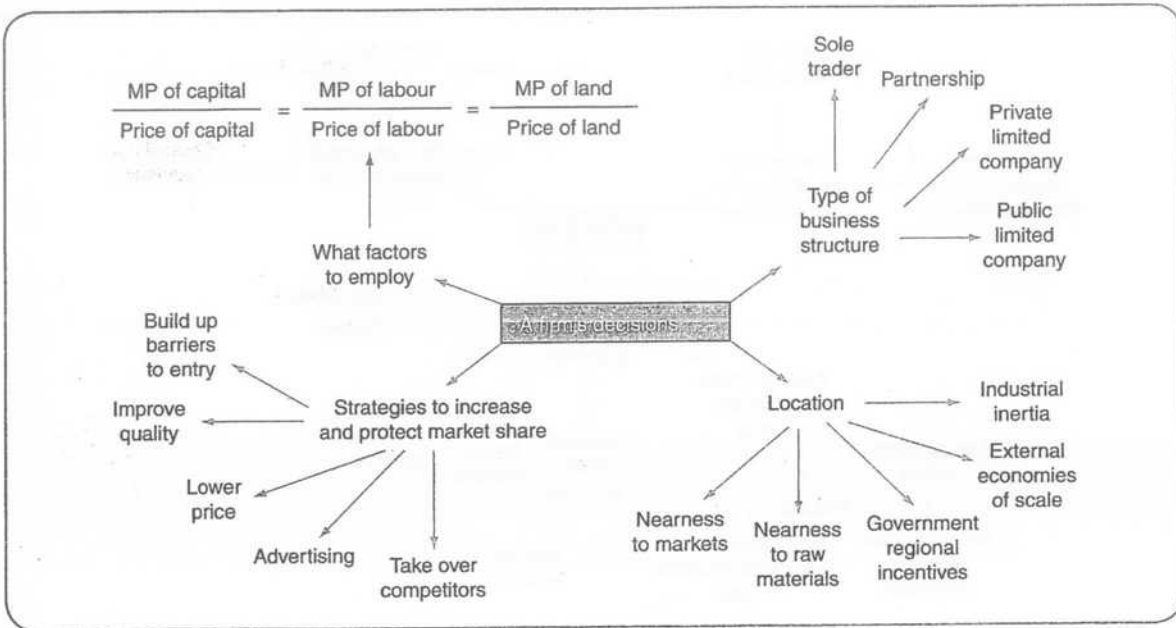 MP of capital
Price of capital
=
MP of labour
Price of labour
=
MP of land
Price of land
What factors
to employ
Sole
trader
Partnership
Private
limited
company
Public
limited
company
Type of
business
structure
A firm's decisions
Build up
barriers
to entry
Improve
quality
Lower
price
Advertising
Take over
competitors
Strategies to increase
and protect market share
Location
Industrial
inertia
External
economies
of scale
Government
regional
incentives
Nearness
to raw
materials
Nearness
to markets